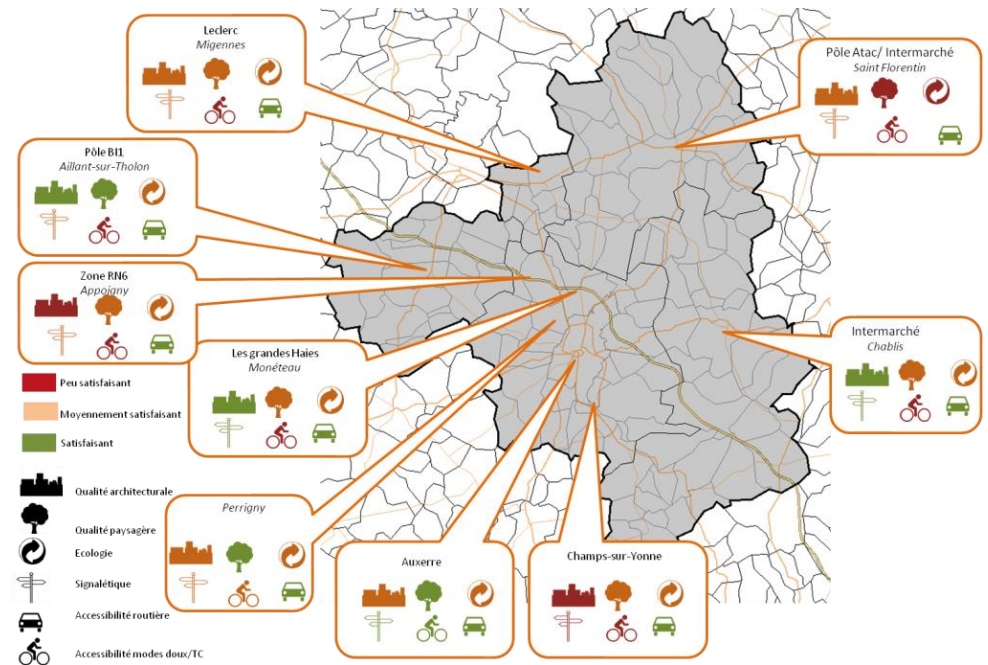 Leclerc
Migennes
Pôle Atac/ Intermarché
Saint Florentin
Pôle BI1
Aillant-sur-Tholon
Zone RN6
Appoigny
Les grandes Haies
Monéteau
Intermarché
Chablis
Peu satisfaisant
Moyennement satisfaisant
Satisfaisant
Qualité architecturale
Qualité paysagère
Ecologie
Signalétique
Accessibilité routière
Accessibilité modes doux/TC
Perrigny
Auxerre
Champs-sur-Yonne